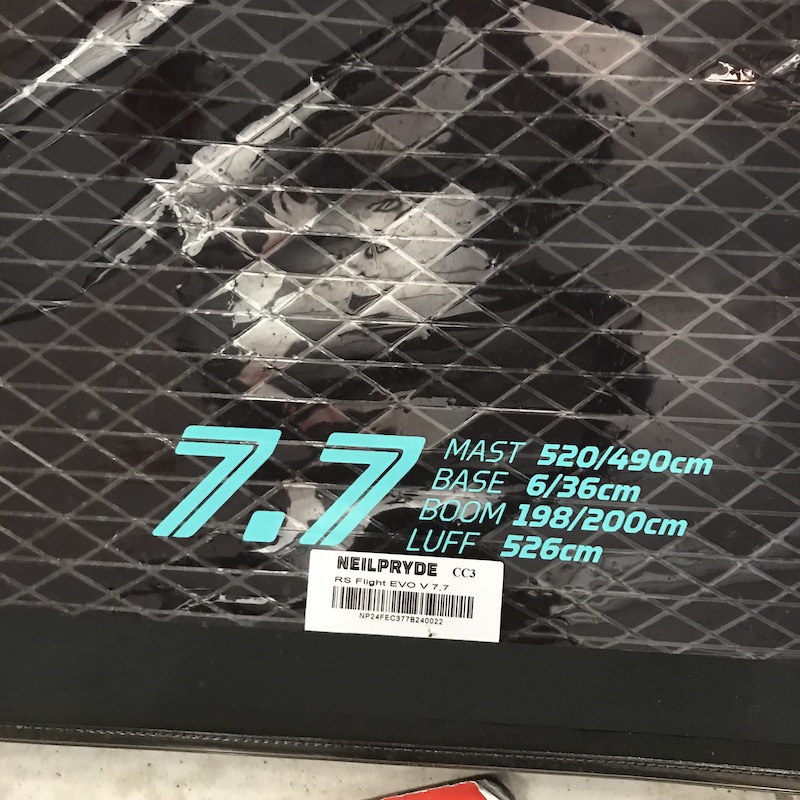 7.7
MAST 520/490cm
BASE 6/36cm
BOOM 198/200cm
LUFF 526cm
NEILPRYDE CC3
RS Flight EVO V 7.7
NP24FEC377B240022